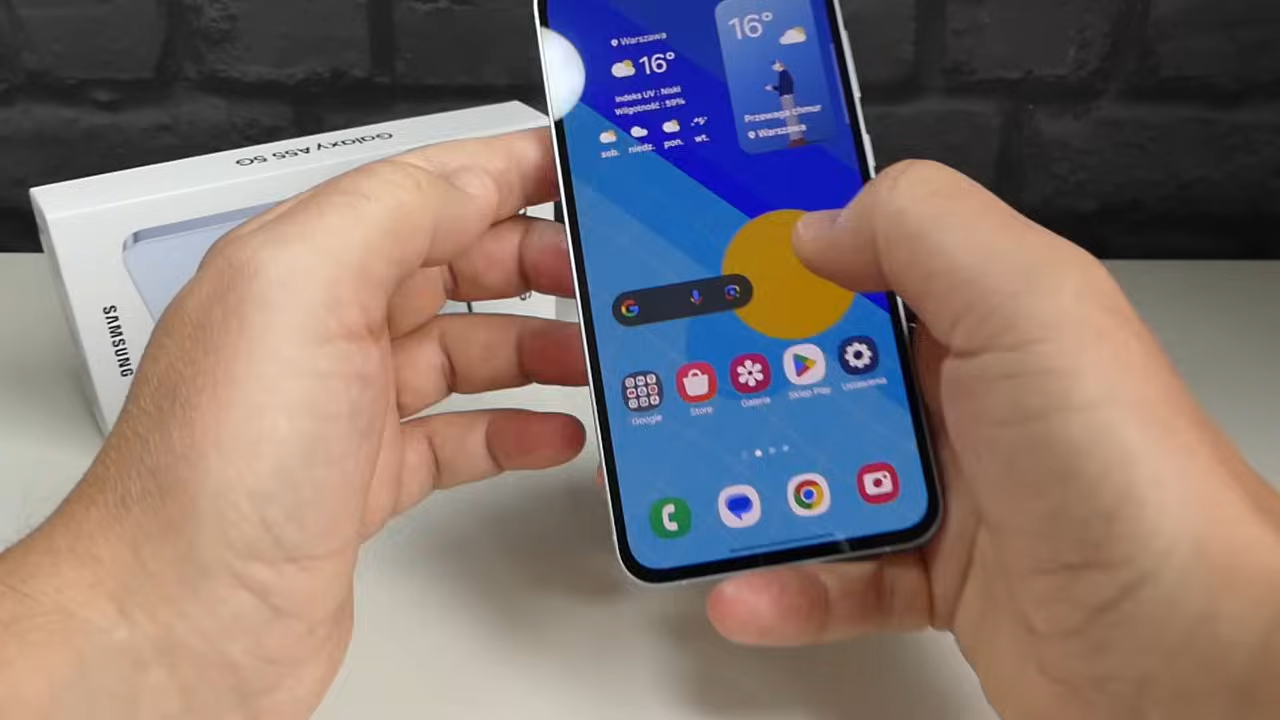 Galaxy A55 5G
SAMSUNG
Warszawa
16°
Indeks UV : Niski
Wilgotność : 59%
sob.
niedz.
pon.
wt.
16°
Przewaga chmur
Warszawa
Google
Store
Galeria
Sklep Play
Ustawienia